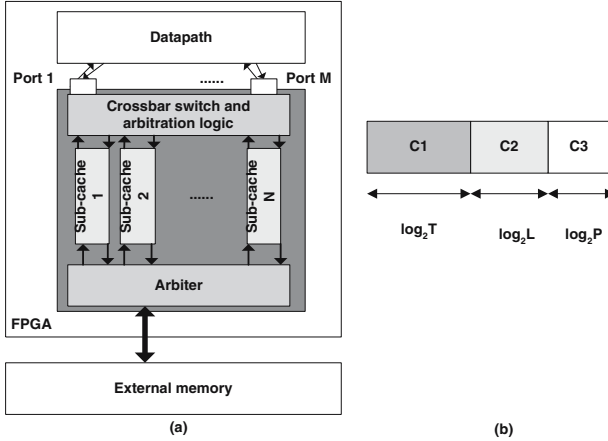 Datapath
Port 1
......
Port M
Crossbar switch and
arbitration logic
Sub-cache
1
Sub-cache
2
......
Sub-cache
N
Arbiter
FPGA
External memory
(a)
C1
C2
C3
log₂T
log₂L
log₂P
(b)